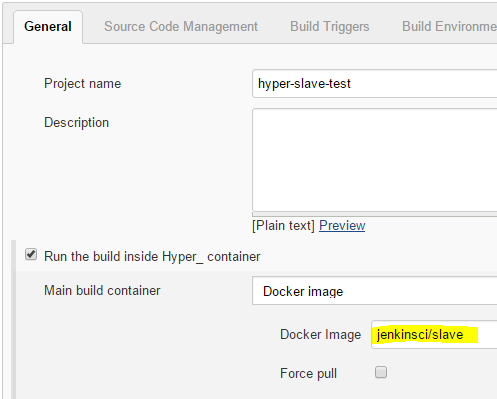 General Source Code Management Build Triggers Build Environme
Project name hyper-slave-test
Description
[Plain text] Preview
Run the build inside Hyper_ container
Main build container Docker image
Docker Image jenkinsci/slave
Force pull